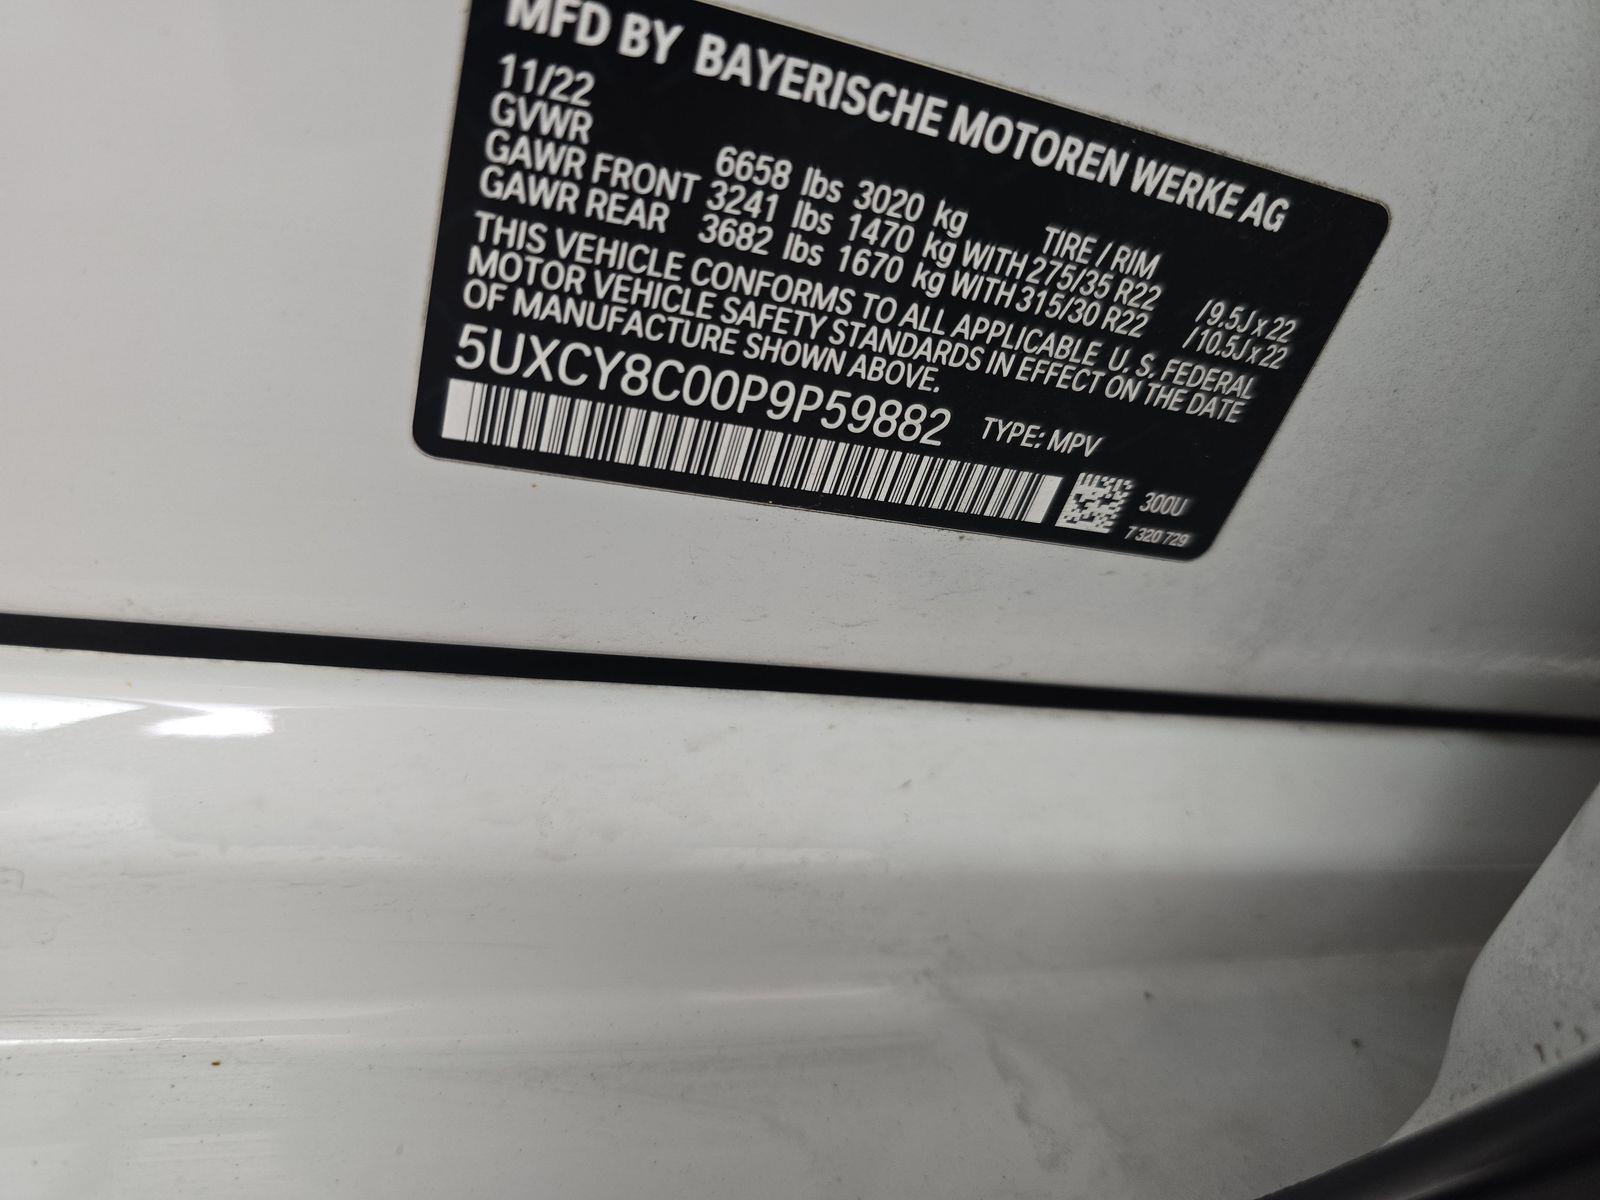 MFD BY BAYERISCHE MOTOREN WERKE AG
11/22
GVWR 6658 lbs 3020 kg TIRE / RIM
GAWR FRONT 3241 lbs 1470 kg WITH 275/35 R22 / 9.5J x 22
GAWR REAR 3682 lbs 1670 kg WITH 315/30 R22 / 10.5J x 22
THIS VEHICLE CONFORMS TO ALL APPLICABLE U. S. FEDERAL
MOTOR VEHICLE SAFETY STANDARDS IN EFFECT ON THE DATE
OF MANUFACTURE SHOWN ABOVE.
5UXCY8C00P9P59882 TYPE: MPV
300U
7 320 729